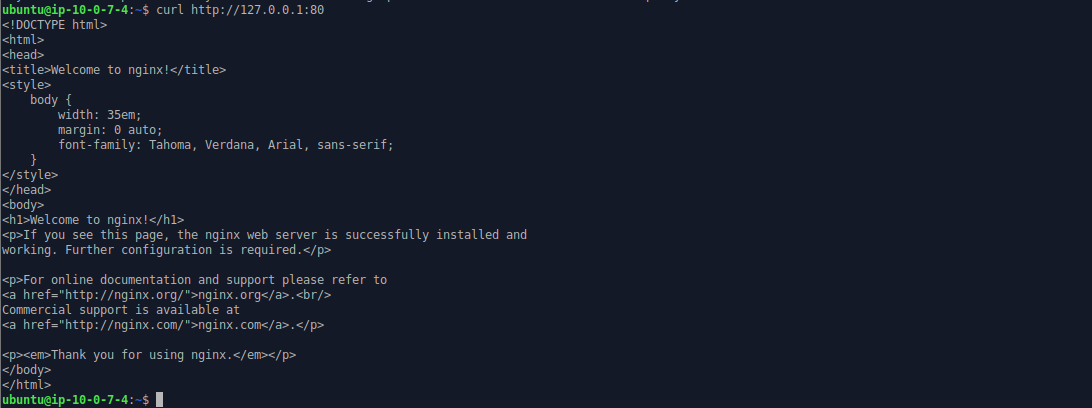 ubuntu@ip-10-0-7-4:~$ curl http://127.0.0.1:80
<!DOCTYPE html>
<html>
<head>
<title>Welcome to nginx!</title>
<style>
    body {
        width: 35em;
        margin: 0 auto;
        font-family: Tahoma, Verdana, Arial, sans-serif;
    }
</style>
</head>
<body>
<h1>Welcome to nginx!</h1>
<p>If you see this page, the nginx web server is successfully installed and
working. Further configuration is required.</p>

<p>For online documentation and support please refer to
<a href="http://nginx.org/">nginx.org</a>.<br/>
Commercial support is available at
<a href="http://nginx.com/">nginx.com</a>.</p>

<p><em>Thank you for using nginx.</em></p>
</body>
</html>
ubuntu@ip-10-0-7-4:~$